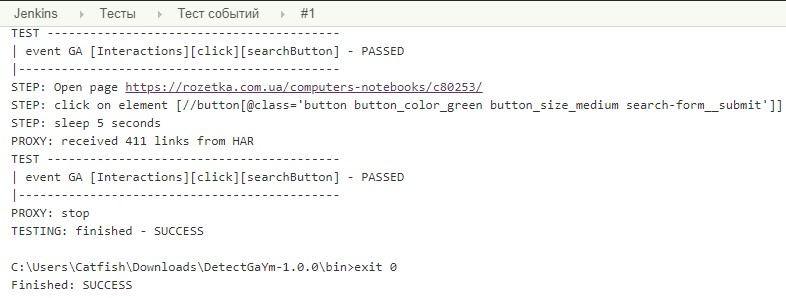 Jenkins Тесты Тест событий #1
TEST -----------------------------------------
| event GA [Interactions][click][searchButton] - PASSED
|---------------------------------------------
STEP: Open page https://rozetka.com.ua/computers-notebooks/c80253/
STEP: click on element [//button[@class='button button_color_green button_size_medium search-form__submit']]
STEP: sleep 5 seconds
PROXY: received 411 links from HAR
TEST -----------------------------------------
| event GA [Interactions][click][searchButton] - PASSED
|---------------------------------------------
PROXY: stop
TESTING: finished - SUCCESS
C:\Users\Catfish\Downloads\DetectGaYm-1.0.0\bin>exit 0
Finished: SUCCESS